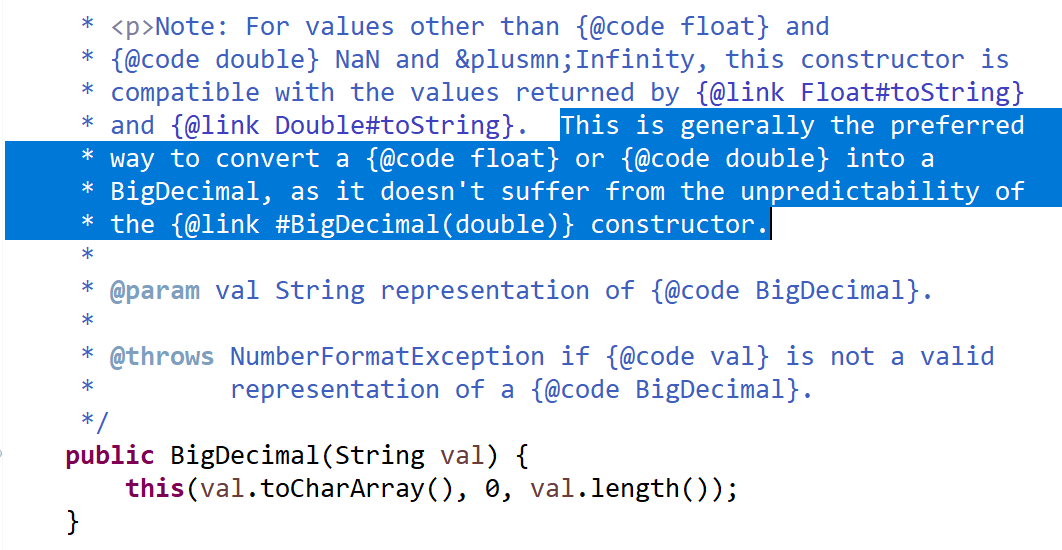 * <p>Note: For values other than {@code float} and
* {@code double} NaN and &plusmn;Infinity, this constructor is
* compatible with the values returned by {@link Float#toString}
* and {@link Double#toString}.  This is generally the preferred
* way to convert a {@code float} or {@code double} into a
* BigDecimal, as it doesn't suffer from the unpredictability of
* the {@link #BigDecimal(double)} constructor.
*
* @param val String representation of {@code BigDecimal}.
*
* @throws NumberFormatException if {@code val} is not a valid
*         representation of a {@code BigDecimal}.
*/
public BigDecimal(String val) {
    this(val.toCharArray(), 0, val.length());
}